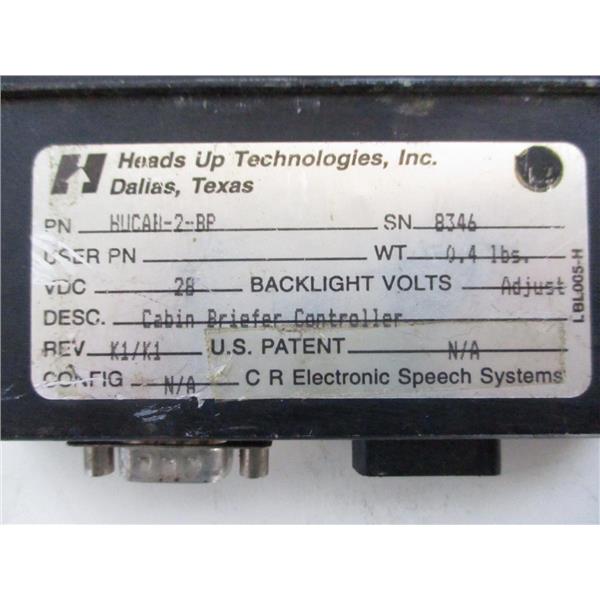 Heads Up Technologies, Inc.
Dallas, Texas
PN HUCAN-2-BP SN 8346
USER PN WT 0.4 lbs.
VDC 28 BACKLIGHT VOLTS Adjust
DESC. Cabin Briefer Controller
REV K1/K1 U.S. PATENT N/A
CONFIG N/A C R Electronic Speech Systems
LBL005-H